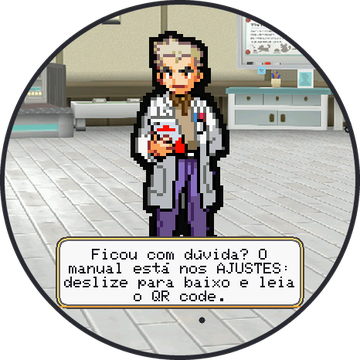 Ficou com dúvida? O
manual está nos AJUSTES:
deslize para baixo e leia
o QR code.